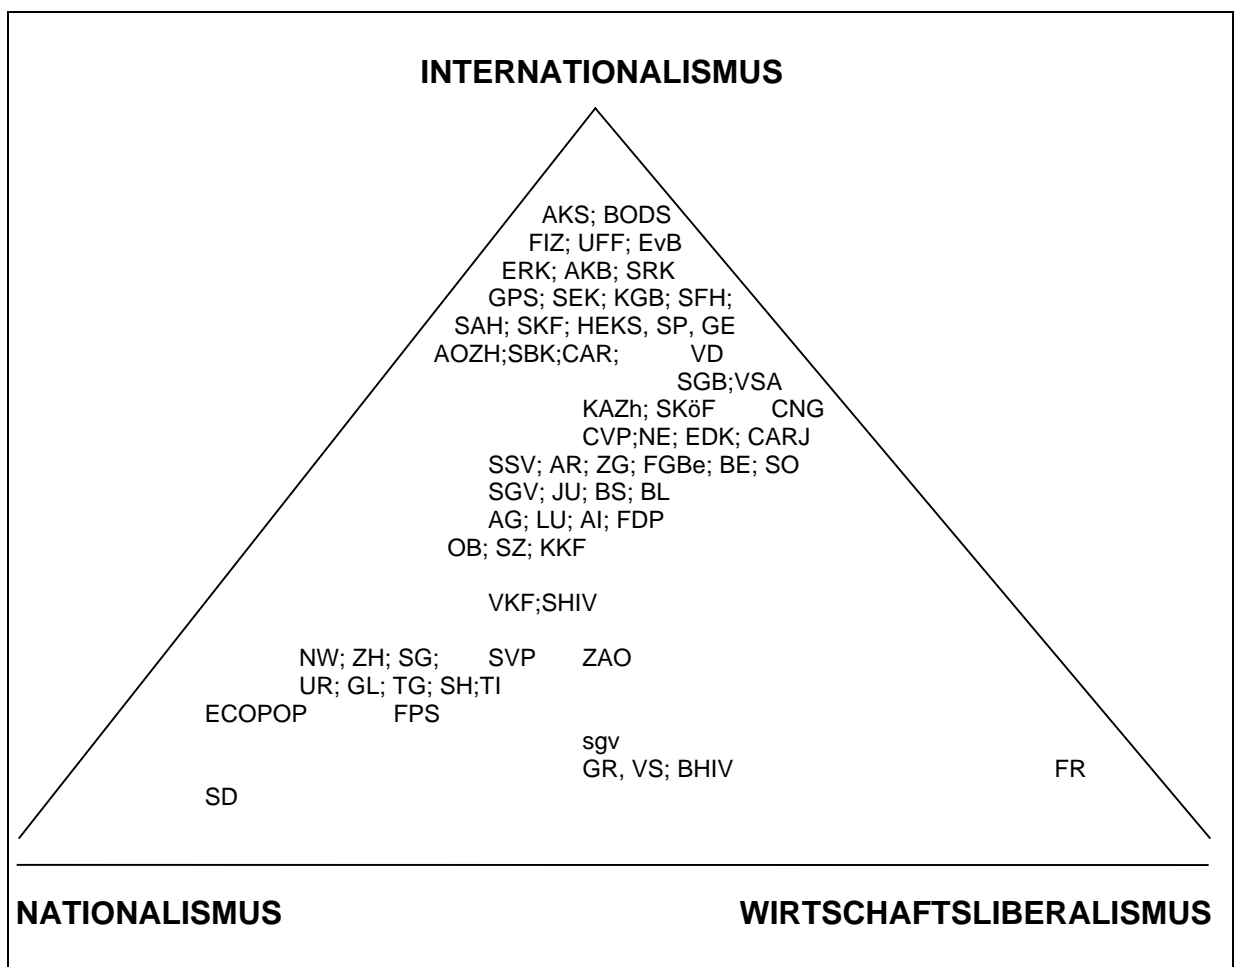 INTERNATIONALISMUS
AKS; BODS
FIZ; UFF; EvB
ERK; AKB; SRK
GPS; SEK; KGB; SFH;
SAH; SKF; HEKS, SP, GE
AOZH;SBK;CAR; VD
SGB;VSA
KAZh; SKöF CNG
CVP;NE; EDK; CARJ
SSV; AR; ZG; FGBe; BE; SO
SGV; JU; BS; BL
AG; LU; AI; FDP
OB; SZ; KKF
VKF;SHIV
NW; ZH; SG; SVP ZAO
UR; GL; TG; SH;TI
ECOPOP FPS
sgv
GR, VS; BHIV FR
SD
NATIONALISMUS WIRTSCHAFTSLIBERALISMUS